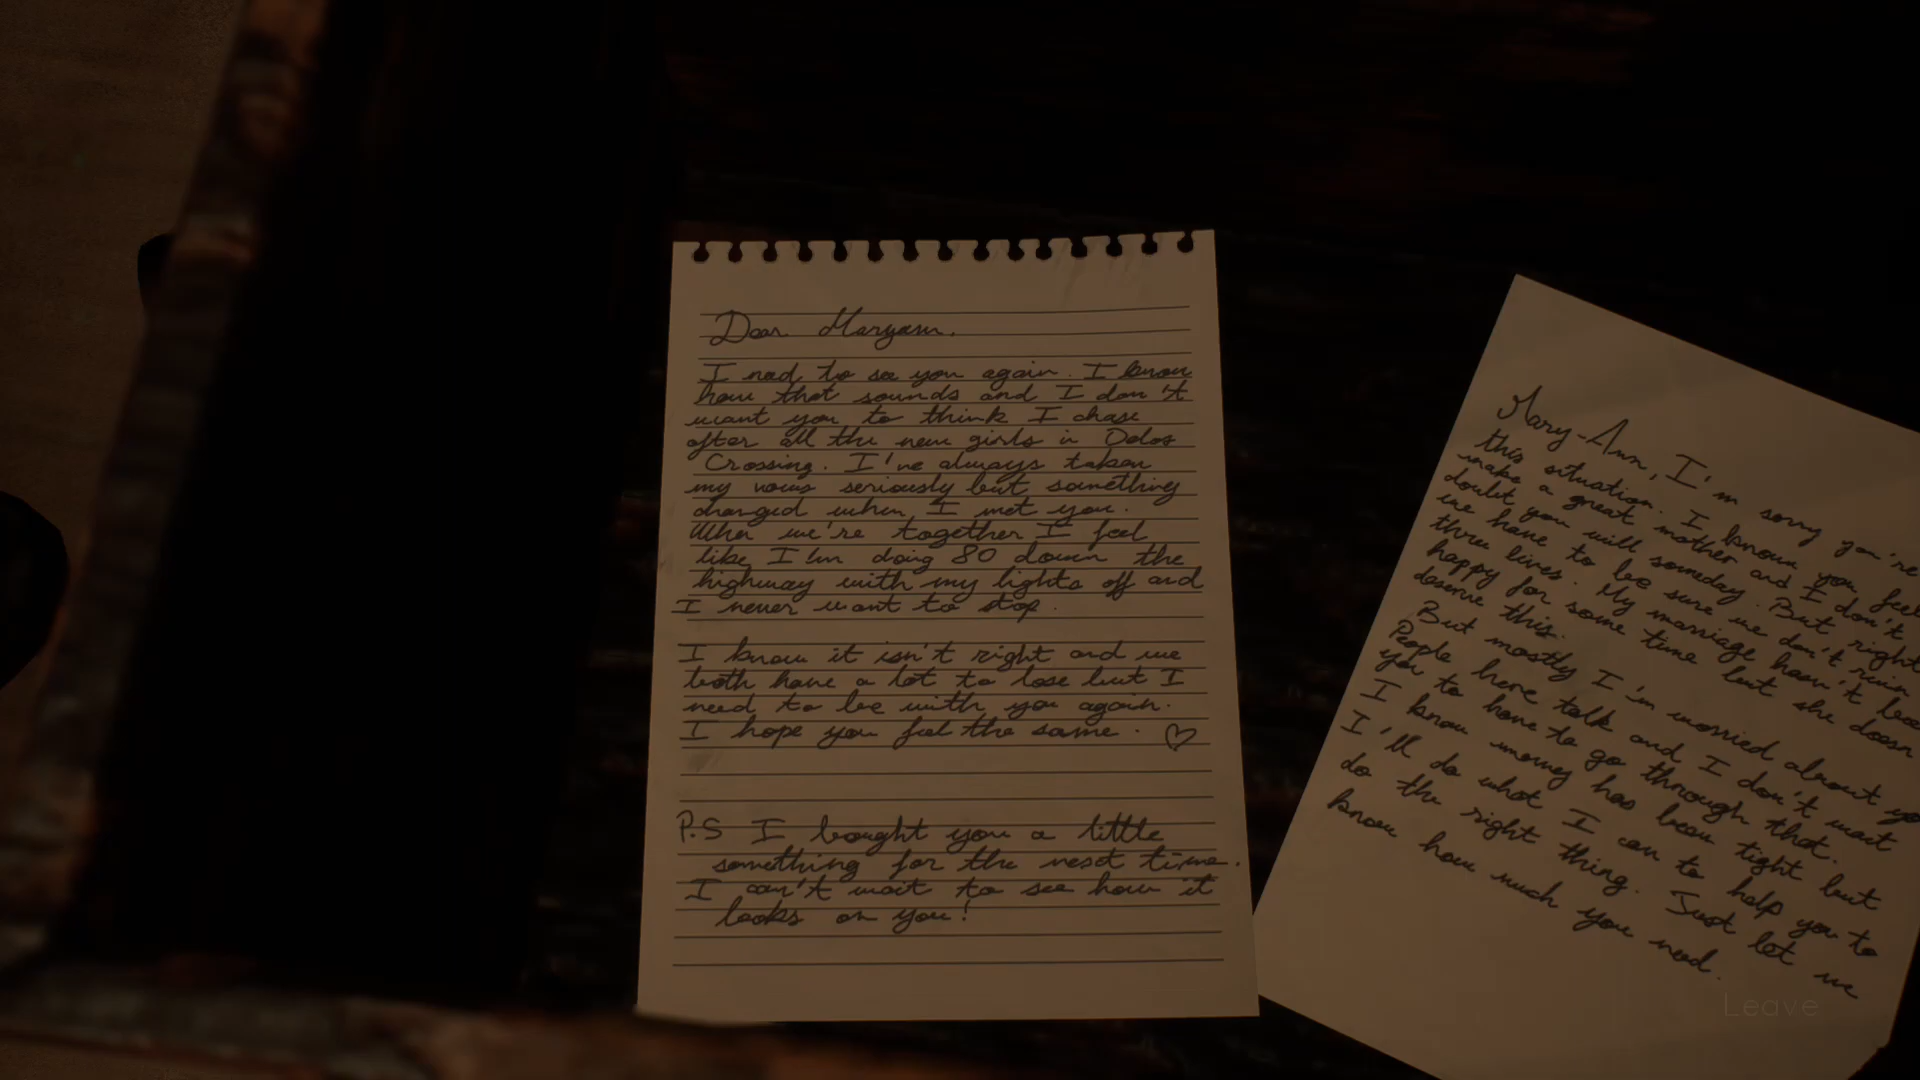 Dear Maryam.
I need to see you again. I know
how that sounds and I don't
want you to think I chase
after all the new girls in Delos
Crossing. I've always taken
my vows seriously but something
changed when I met you.
When we're together I feel
like I'm doing 80 down the
highway with my lights off and
I never want to stop.
I know it isn't right and we
both have a lot to lose but I
need to be with you again.
I hope you feel the same. ♡
P.S I bought you a little
something for the next time.
I can't wait to see how it
looks on you!
Mary-Ann, I'm sorry you're
this situation. I know you feel
make a great mother and I don't
doubt you will someday. But right
we have to be sure we don't ruin
three lives. My marriage hasn't
happy for some time but she doesn
deserve this.
But mostly I'm worried about
People here talk and I don't want
you to have to go through that.
I know money has been tight but
I'll do what I can to help you to
do the right thing. Just let me
know how much you need.
Leave